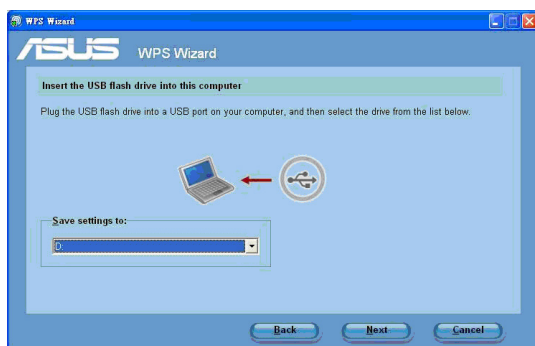 WPS Wizard
ASUS WPS Wizard
Insert the USB flash drive into this computer
Plug the USB flash drive into a USB port on your computer, and then select the drive from the list below.
Save settings to:
D:
Back Next Cancel